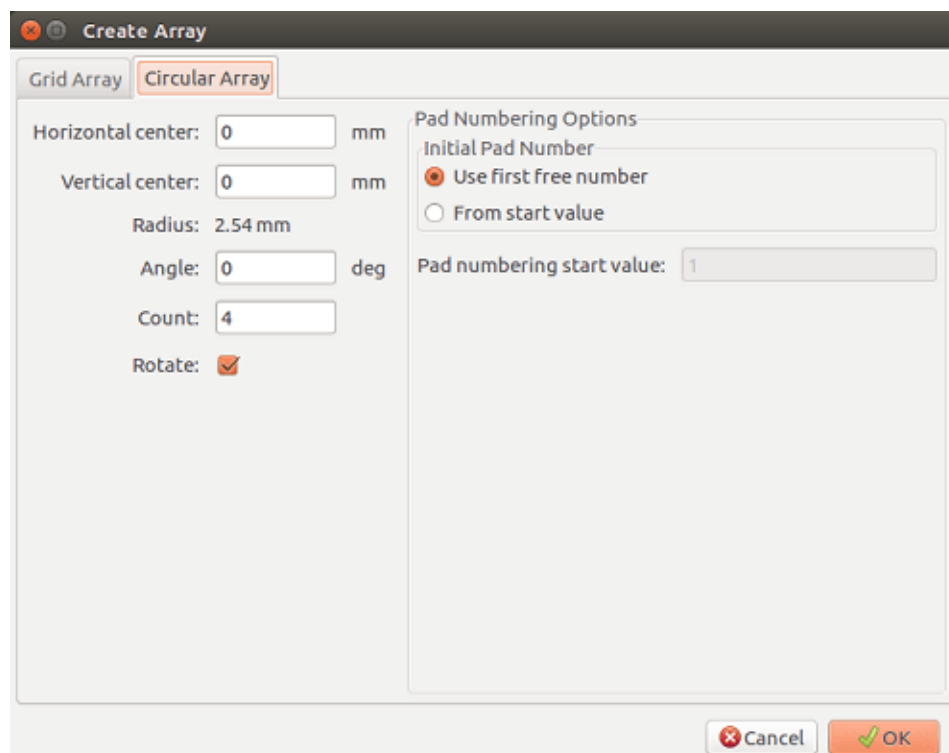 Create Array
Grid Array Circular Array
Horizontal center: 0 mm
Vertical center: 0 mm
Radius: 2.54 mm
Angle: 0 deg
Count: 4
Rotate:
Pad Numbering Options
Initial Pad Number
Use first free number
From start value
Pad numbering start value: 1
Cancel OK